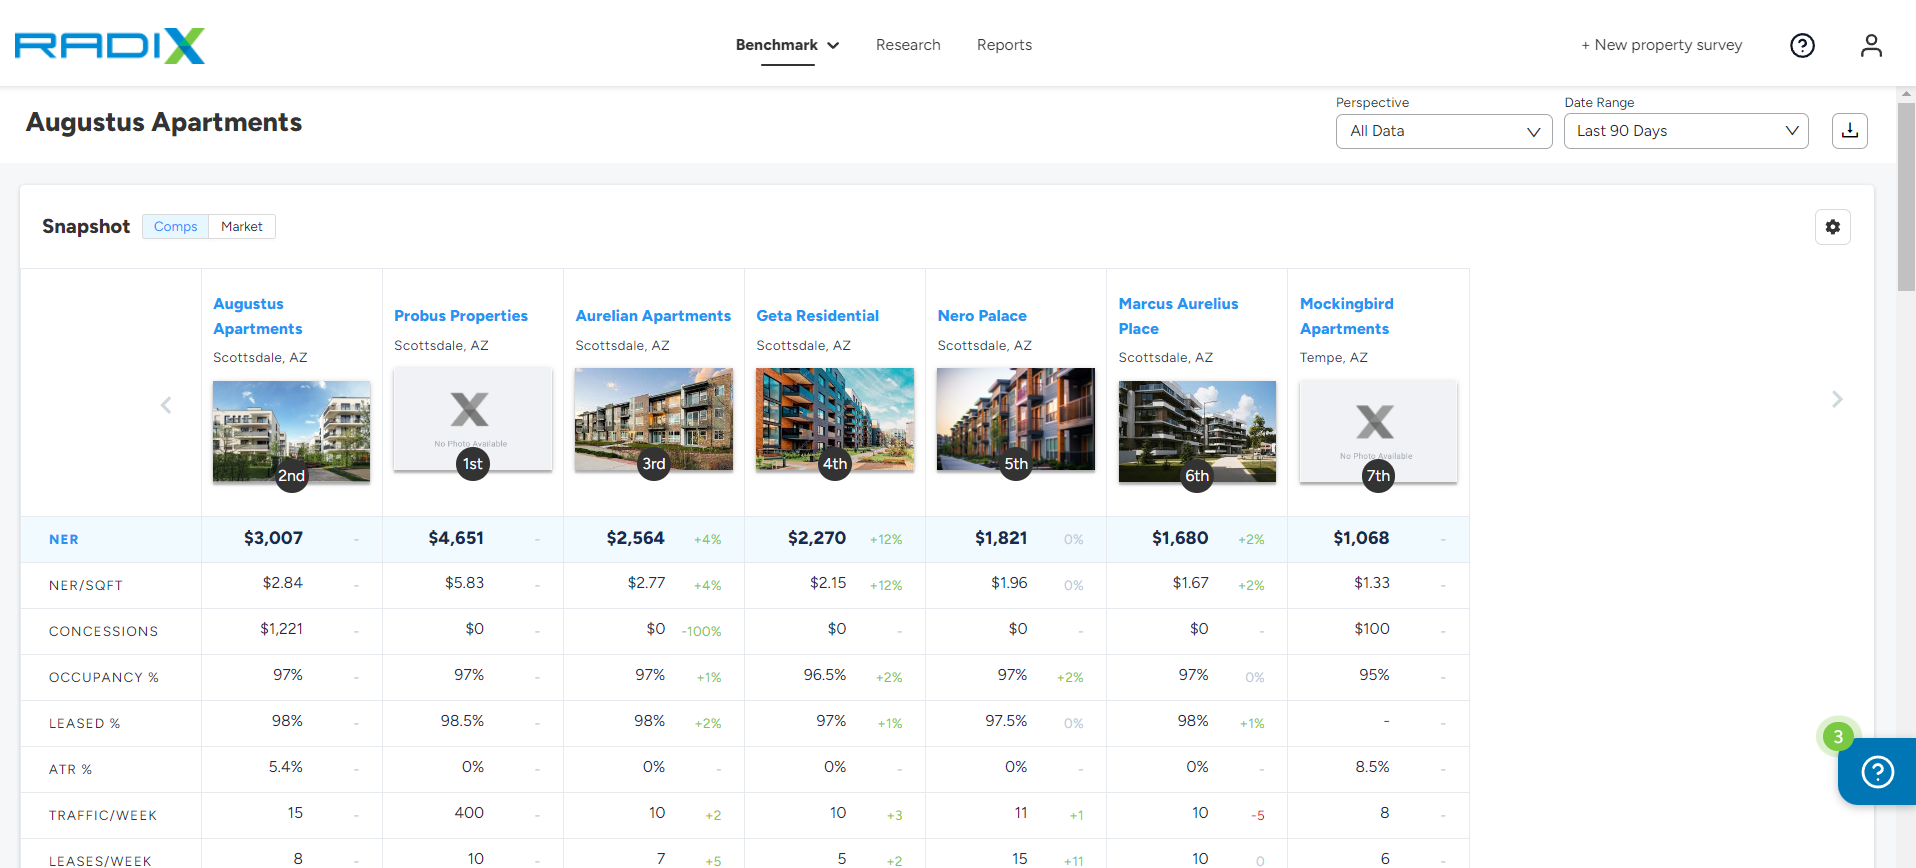 RADIX
Benchmark Research Reports + New property survey
Augustus Apartments
Perspective Date Range
All Data Last 90 Days
Snapshot Comps Market
Augustus Apartments Scottsdale, AZ 2nd
Probus Properties Scottsdale, AZ No Photo Available 1st
Aurelian Apartments Scottsdale, AZ 3rd
Geta Residential Scottsdale, AZ 4th
Nero Palace Scottsdale, AZ 5th
Marcus Aurelius Place Scottsdale, AZ 6th
Mockingbird Apartments Tempe, AZ No Photo Available 7th
NER $3,007 - $4,651 - $2,564 +4% $2,270 +12% $1,821 0% $1,680 +2% $1,068 -
NER/SQFT $2.84 - $5.83 - $2.77 +4% $2.15 +12% $1.96 0% $1.67 +2% $1.33 -
CONCESSIONS $1,221 - $0 - $0 -100% $0 - $0 - $0 - $100 -
OCCUPANCY % 97% - 97% - 97% +1% 96.5% +2% 97% +2% 97% 0% 95% -
LEASED % 98% - 98.5% - 98% +2% 97% +1% 97.5% 0% 98% +1% - -
ATR % 5.4% - 0% - 0% - 0% - 0% - 0% - 8.5% -
TRAFFIC/WEEK 15 - 400 - 10 +2 10 +3 11 +1 10 -5 8 -
LEASES/WEEK 8 - 10 - 7 +5 5 +2 15 +11 10 0 6 -
3